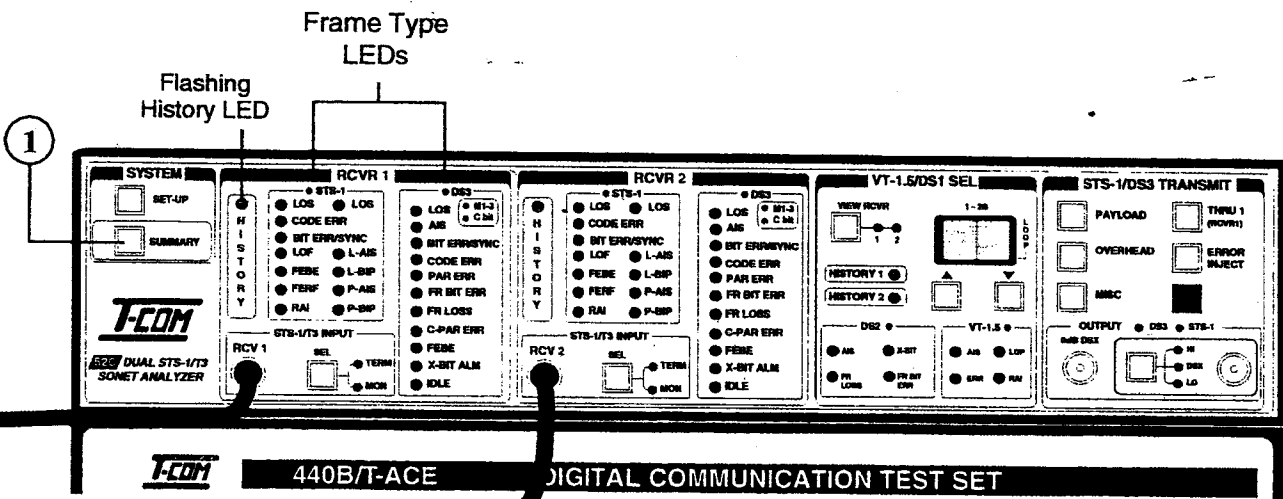 Frame Type
LEDs
Flashing
History LED
1
SYSTEM
SET-UP
SUMMARY
T-COM
DUAL STS-1/T3
SONET ANALYZER
RCVR 1
HISTORY
STS-1
LOS LOS
CODE ERR
BIT ERR/SYNC
LOF L-AIS
FEBE L-BIP
FERF P-AIS
RAI P-BIP
DS3
LOS M1-3
C bit
AIS
BIT ERR/SYNC
CODE ERR
PAR ERR
FR BIT ERR
FR LOSS
C-PAR ERR
FEBE
X-BIT ALM
IDLE
STS-1/T3 INPUT
RCV 1
SEL
TERM
MON
RCVR 2
HISTORY
STS-1
LOS LOS
CODE ERR
BIT ERR/SYNC
LOF L-AIS
FEBE L-BIP
FERF P-AIS
RAI P-BIP
DS3
LOS M1-3
C bit
AIS
BIT ERR/SYNC
CODE ERR
PAR ERR
FR BIT ERR
FR LOSS
C-PAR ERR
FEBE
X-BIT ALM
IDLE
STS-1/T3 INPUT
RCV 2
SEL
TERM
MON
VT-1.5/DS1 SEL
VIEW RCVR
1 2
1 - 28
LOOP
HISTORY 1
HISTORY 2
DS2
AIS X-BIT
FR LOSS
FR BIT ERR
VT-1.5
AIS LOP
ERR RAI
STS-1/DS3 TRANSMIT
PAYLOAD
THRU 1
(RCVR1)
OVERHEAD
ERROR
INJECT
MISC
OUTPUT DS3 STS-1
DSX
HI
DSX
LO
T-COM
440B/T-ACE DIGITAL COMMUNICATION TEST SET